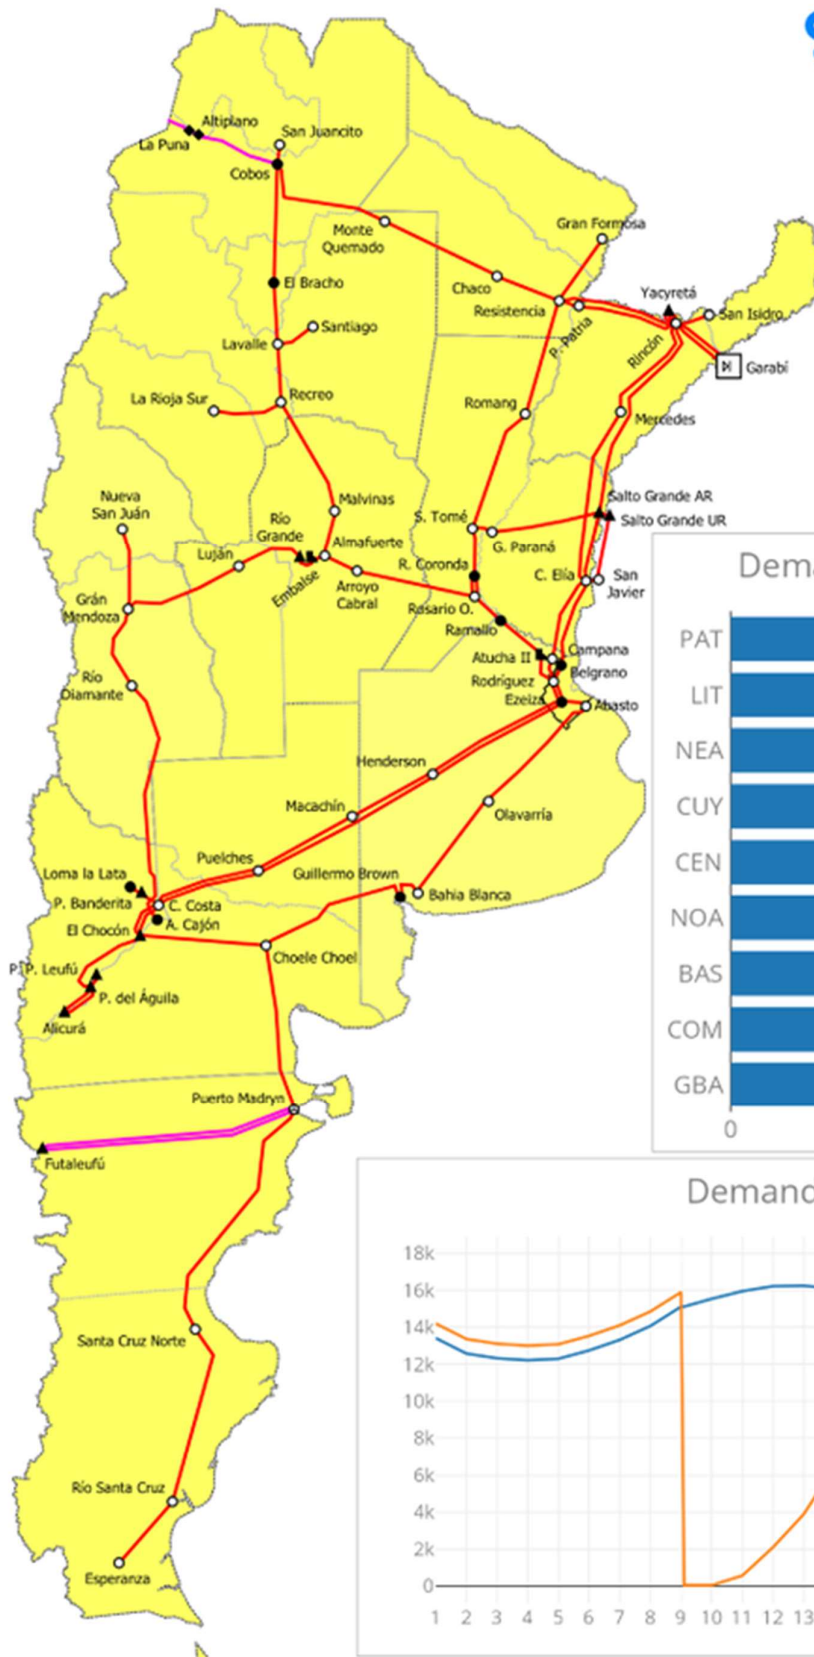 Altiplano
San Juancito
La Puna
Cobos
Monte
Quemado
Gran Formosa
El Bracho
Chaco
Resistencia
P. Patria
Yacyretá
San Isidro
Rincón
Garabí
Santiago
Lavalle
Recreo
La Rioja Sur
Romang
Mercedes
Nueva
San Juán
Malvinas
Río
Grande
Almafuerte
S. Tomé
G. Paraná
Salto Grande AR
Salto Grande UR
Luján
Embalse
Arroyo
Cabral
R. Coronda
Rosario O.
C. Elía
San
Javier
Grán
Mendoza
Ramallo
Atucha II
Campana
Belgrano
Rodríguez
Ezeiza
Abasto
Río
Diamante
Henderson
Macachín
Olavarría
Puelches
Guillermo Brown
Bahia Blanca
Loma la Lata
P. Banderita
C. Costa
A. Cajón
El Chocón
Choele Choel
P.P. Leufú
P. del Águila
Alicurá
Puerto Madryn
Futaleufú
Santa Cruz Norte
Río Santa Cruz
Esperanza
Dema
PAT
LIT
NEA
CUY
CEN
NOA
BAS
COM
GBA
0
Demand
18k
16k
14k
12k
10k
8k
6k
4k
2k
0
1 2 3 4 5 6 7 8 9 10 11 12 13